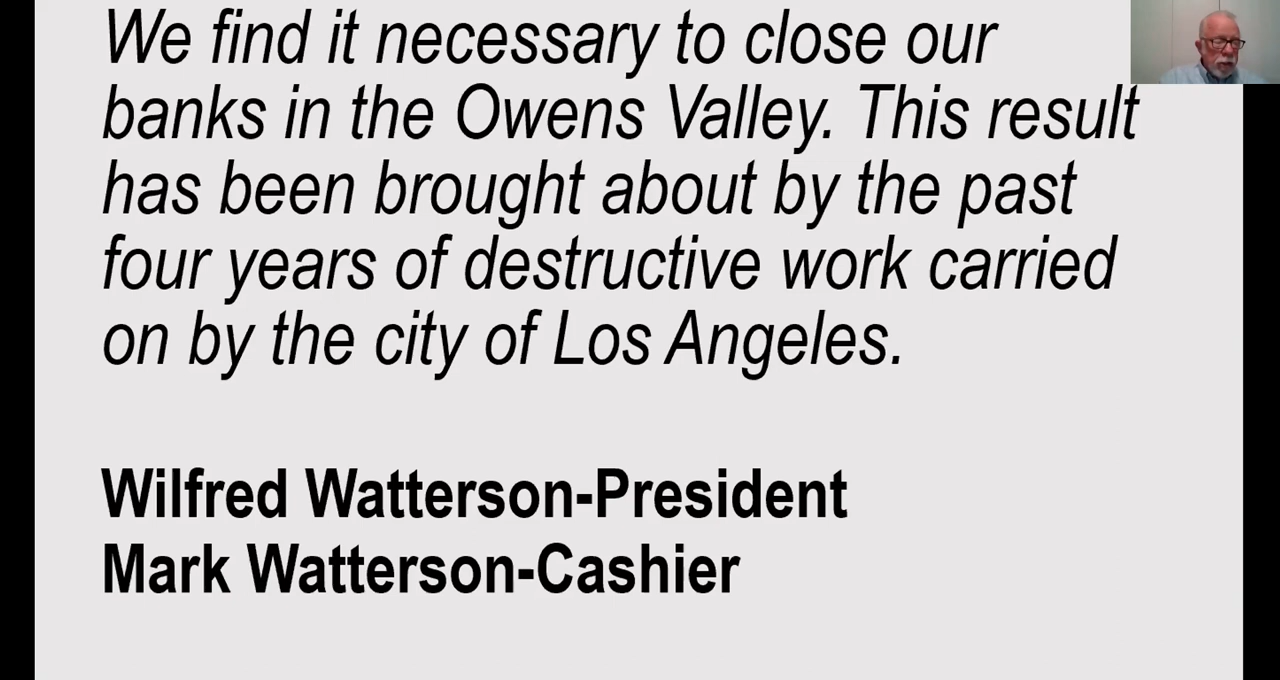 We find it necessary to close our
banks in the Owens Valley. This result
has been brought about by the past
four years of destructive work carried
on by the city of Los Angeles.
Wilfred Watterson-President
Mark Watterson-Cashier